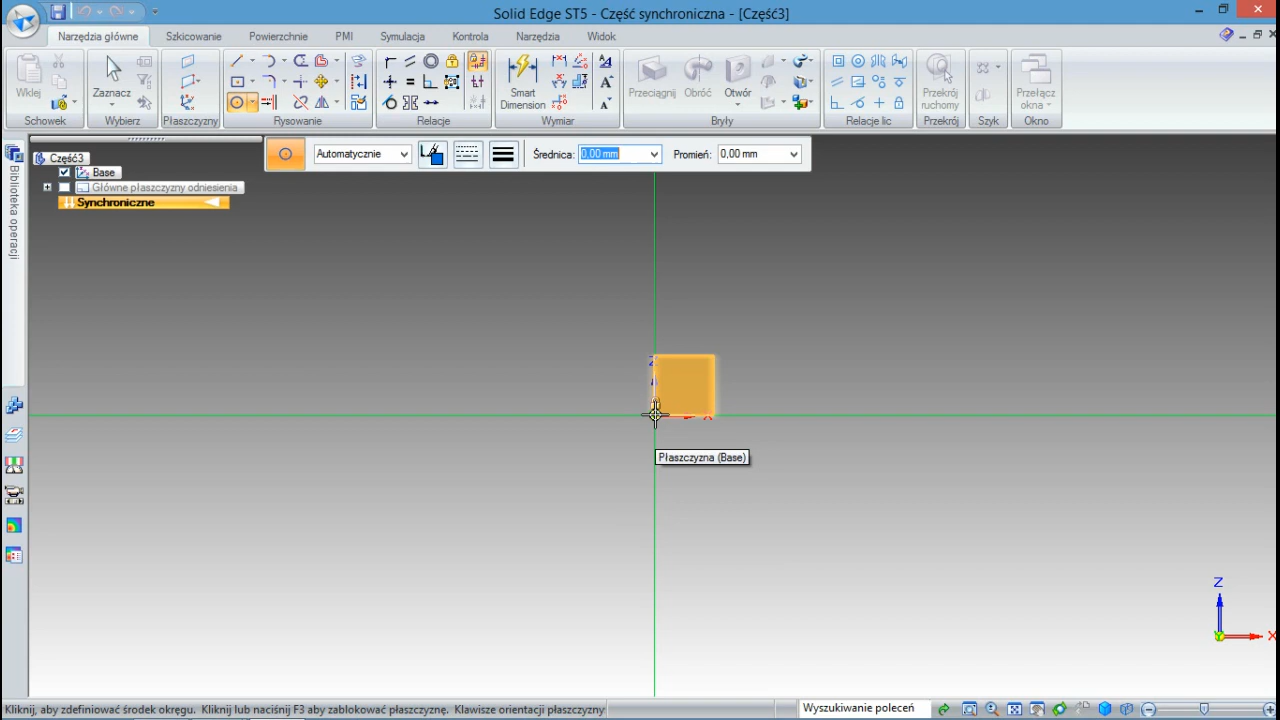 Solid Edge ST5 - Część synchroniczna - [Część3]
Narzędzia główne Szkicowanie Powierzchnie PMI Symulacja Kontrola Narzędzia Widok
Wklej Zaznacz Smart Dimension Przeciągnij Obróć Otwór Przekrój ruchomy Przełącz okna
Schowek Wybierz Płaszczyzny Rysowanie Relacje Wymiar Bryły Relacje lic Przekrój Szyk Okno
Automatycznie Średnica: 0,00 mm Promień: 0,00 mm
Część3
Base
Główne płaszczyzny odniesienia
Synchroniczne
Biblioteka operacji
Z
X
Płaszczyzna (Base)
Z
X
Kliknij, aby zdefiniować środek okręgu. Kliknij lub naciśnij F3 aby zablokować płaszczyznę. Klawisze orientacji płaszczyzny
Wyszukiwanie poleceń